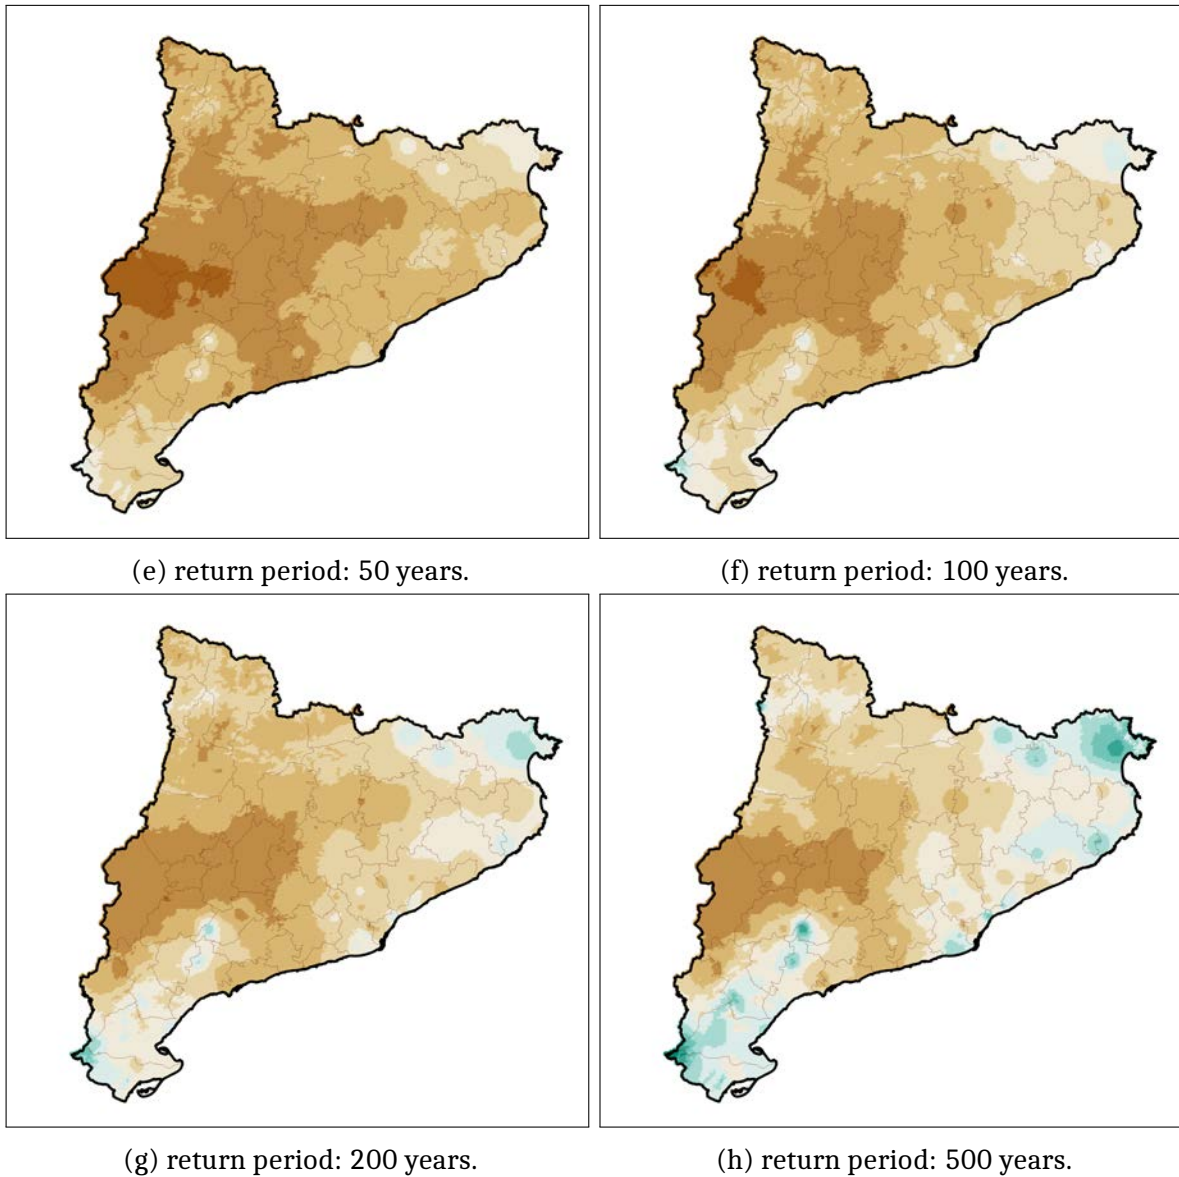 (e) return period: 50 years.
(f) return period: 100 years.
(g) return period: 200 years.
(h) return period: 500 years.